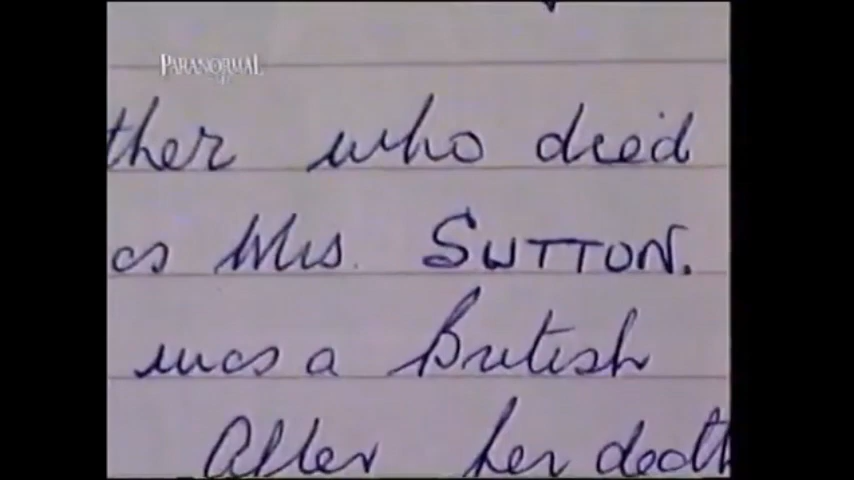 PARANORMAL
ther who died
as Mrs. SUTTON.
was a British
After her death